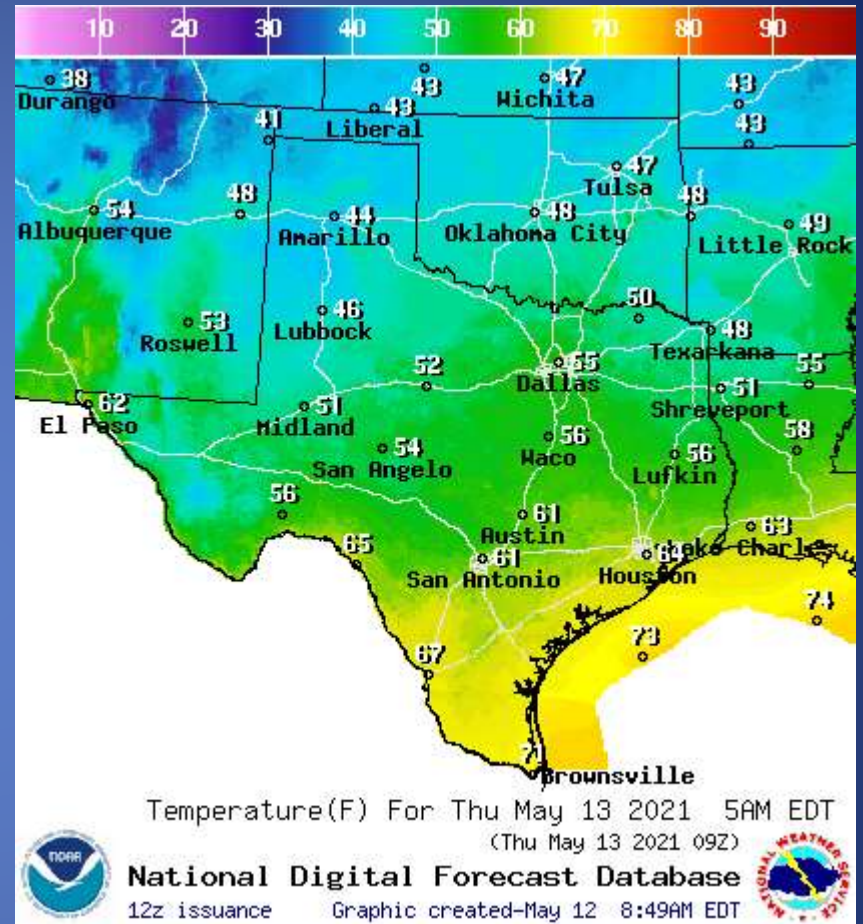 10 20 30 40 50 60 70 80 90
38
Durango
43
47
Wichita
43
43
Liberal
41
43
47
Tulsa
54
Albuquerque
48
44
Amarillo
48
Oklahoma City
48
49
Little Rock
53
Roswell
46
Lubbock
50
48
Texarkana
52
55
Dallas
55
51
Shreveport
62
El Paso
51
Midland
54
San Angelo
56
Waco
56
Lufkin
58
56
61
Austin
63
Lake Charles
65
61
San Antonio
64
Houston
74
73
67
71
Brownsville
Temperature(F) For Thu May 13 2021 5AM EDT
(Thu May 13 2021 09Z)
NOAA
NATIONAL WEATHER SERVICE
National Digital Forecast Database
12z issuance Graphic created-May 12 8:49AM EDT